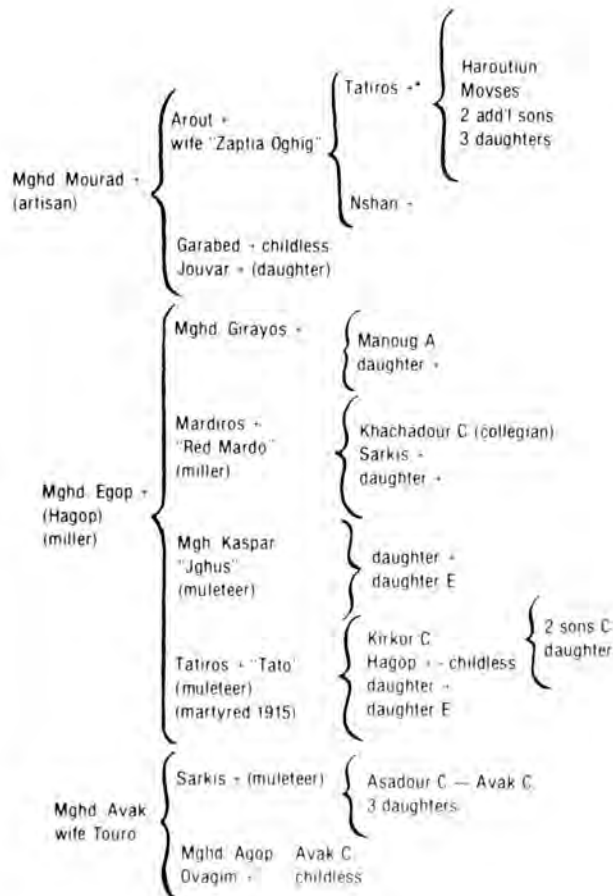 Haroutiun
Tatiros +*
Movses
2 add'l sons
3 daughters
Arout +
wife "Zaptia Oghig"
Mghd Mourad +
(artisan)
Nshan +
Garabed + childless
Jouvar + (daughter)
Mghd. Girayos +
Manoug A
daughter +
Mardiros +
"Red Mardo"
(miller)
Khachadour C (collegian)
Sarkis +
daughter +
Mghd. Egop +
(Hagop)
(miller)
Mgh Kaspar
"Jghus"
(muleteer)
daughter +
daughter E
Tatiros + "Tato"
(muleteer)
(martyred 1915)
Kirkor C
Hagop + - childless
daughter +
daughter E
2 sons C
daughter
Mghd Avak
wife Touro
Sarkis + (muleteer)
Asadour C — Avak C
3 daughters
Mghd Agop Avak C
Ovagim + childless